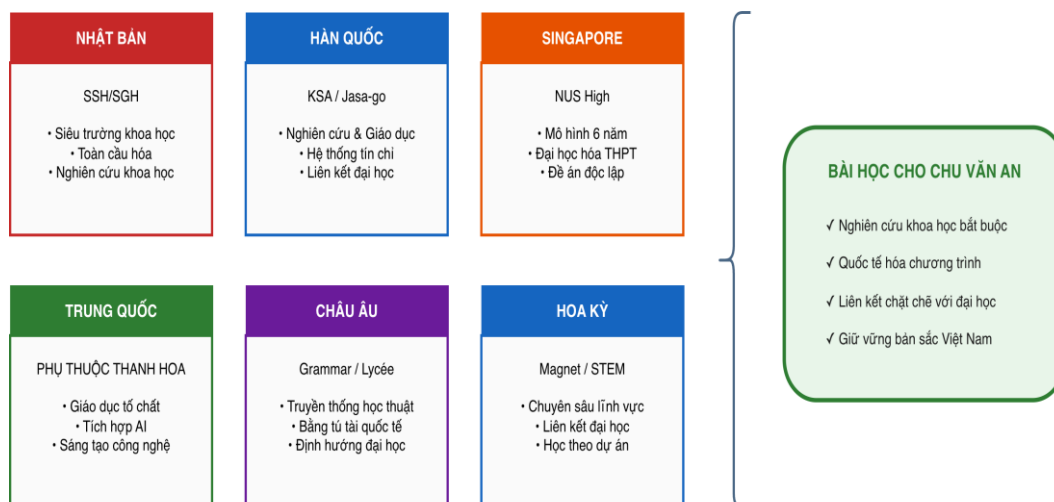 NHẬT BẢN
SSH/SGH
• Siêu trường khoa học
• Toàn cầu hóa
• Nghiên cứu khoa học
HÀN QUỐC
KSA / Jasa-go
• Nghiên cứu & Giáo dục
• Hệ thống tín chỉ
• Liên kết đại học
SINGAPORE
NUS High
• Mô hình 6 năm
• Đại học hóa THPT
• Đề án độc lập
TRUNG QUỐC
PHỤ THUỘC THANH HOA
• Giáo dục tố chất
• Tích hợp AI
• Sáng tạo công nghệ
CHÂU ÂU
Grammar / Lycée
• Truyền thống học thuật
• Bằng tú tài quốc tế
• Định hướng đại học
HOA KỲ
Magnet / STEM
• Chuyên sâu lĩnh vực
• Liên kết đại học
• Học theo dự án
BÀI HỌC CHO CHU VĂN AN
✓ Nghiên cứu khoa học bắt buộc
✓ Quốc tế hóa chương trình
✓ Liên kết chặt chẽ với đại học
✓ Giữ vững bản sắc Việt Nam